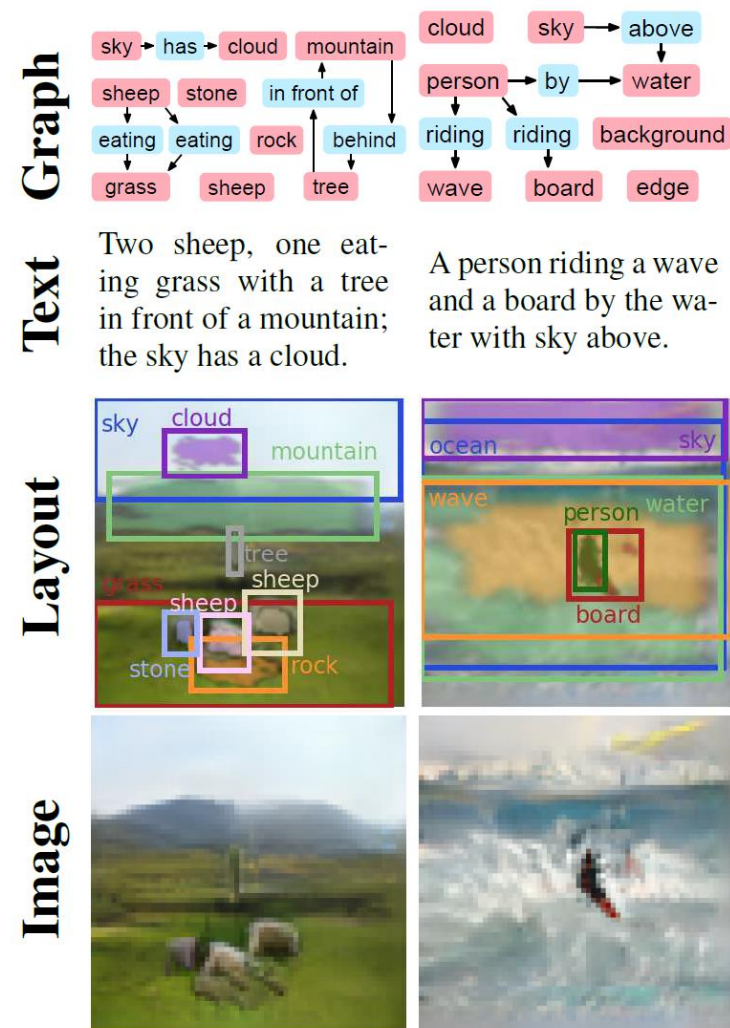 Graph
sky has cloud mountain
sheep stone in front of
eating eating rock behind
grass sheep tree
cloud sky above
person by water
riding riding background
wave board edge
Text
Two sheep, one eat-
ing grass with a tree
in front of a mountain;
the sky has a cloud.
A person riding a wave
and a board by the wa-
ter with sky above.
Layout
cloud
sky
mountain
tree
grass
sheep
sheep
stone
rock
ocean
sky
wave
water
person
board
Image